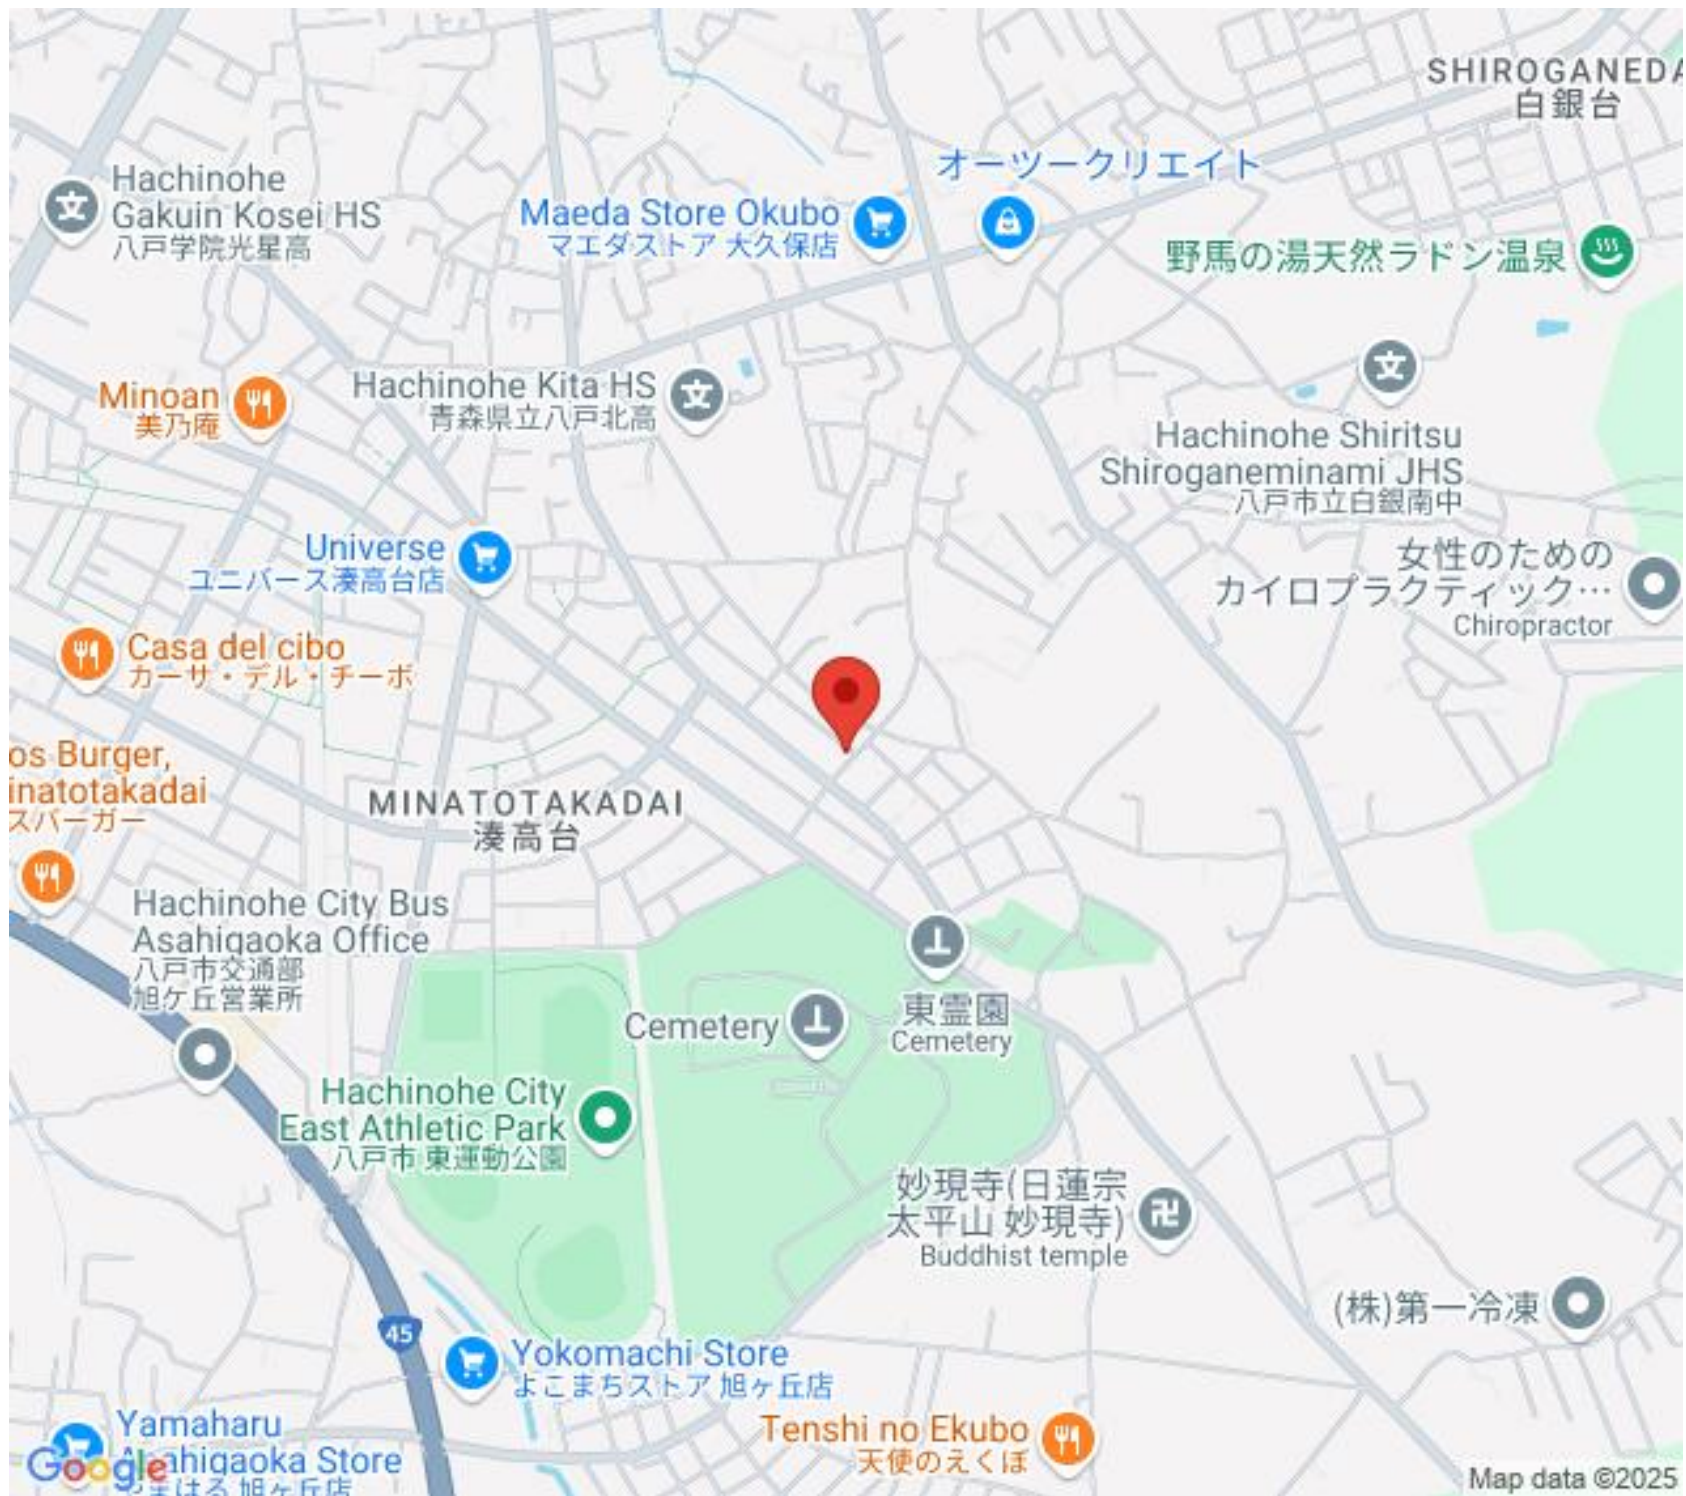 SHIROGANEDA
白銀台
オーツークリエイト
Hachinohe
Gakuin Kosei HS
八戸学院光星高
Maeda Store Okubo
マエダストア 大久保店
野馬の湯天然ラドン温泉
Minoan
美乃庵
Hachinohe Kita HS
青森県立八戸北高
Hachinohe Shiritsu
Shiroganeminami JHS
八戸市立白銀南中
Universe
ユニバース湊高台店
女性のための
カイロプラクティック…
Chiropractor
Casa del cibo
カーサ・デル・チーボ
os Burger,
inatotakadai
スバーガー
MINATOTAKADAI
湊高台
Hachinohe City Bus
Asahigaoka Office
八戸市交通部
旭ケ丘営業所
Cemetery
東霊園
Cemetery
Hachinohe City
East Athletic Park
八戸市 東運動公園
妙現寺(日蓮宗
太平山 妙現寺)
Buddhist temple
(株)第一冷凍
45
Yokomachi Store
よこまちストア 旭ヶ丘店
Tenshi no Ekubo
天使のえくぼ
Yamaharu
Asahigaoka Store
まはる 旭ヶ丘店
Google
Map data ©2025